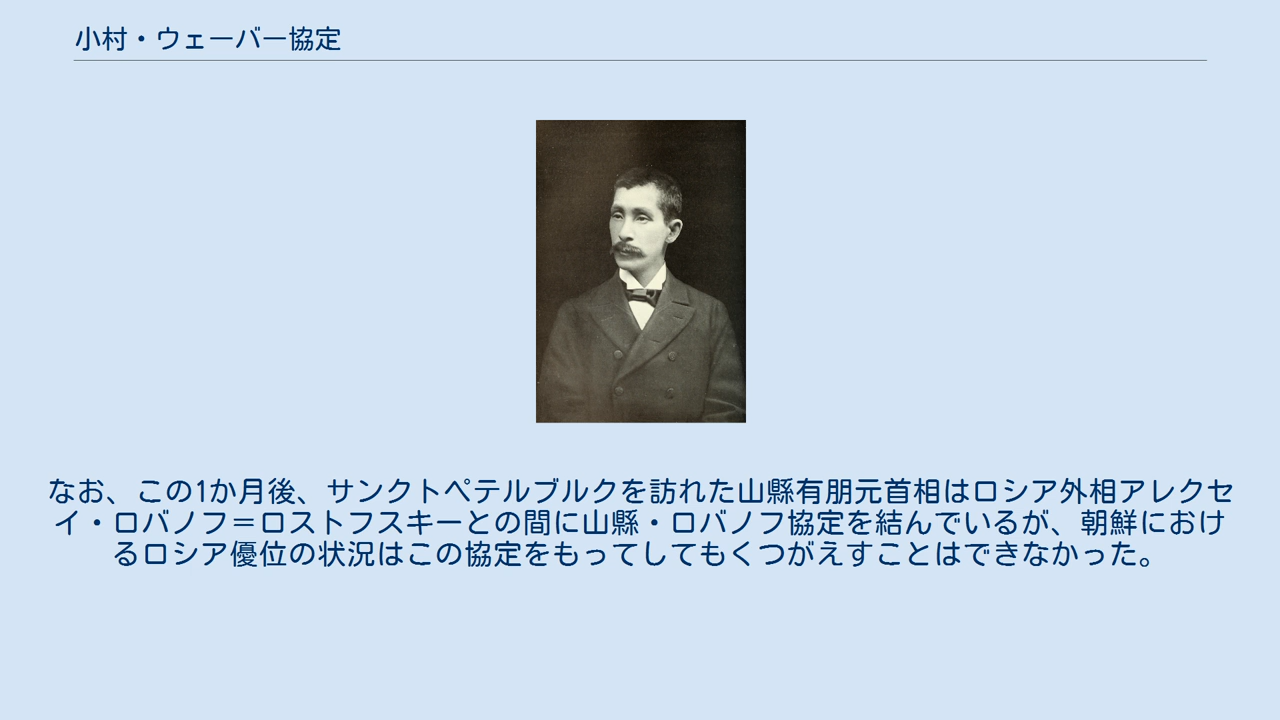 小村・ウェーバー協定
なお、この1か月後、サンクトペテルブルクを訪れた山縣有朋元首相はロシア外相アレクセ
イ・ロバノフ＝ロストフスキーとの間に山縣・ロバノフ協定を結んでいるが、朝鮮におけ
るロシア優位の状況はこの協定をもってしてもくつがえすことはできなかった。